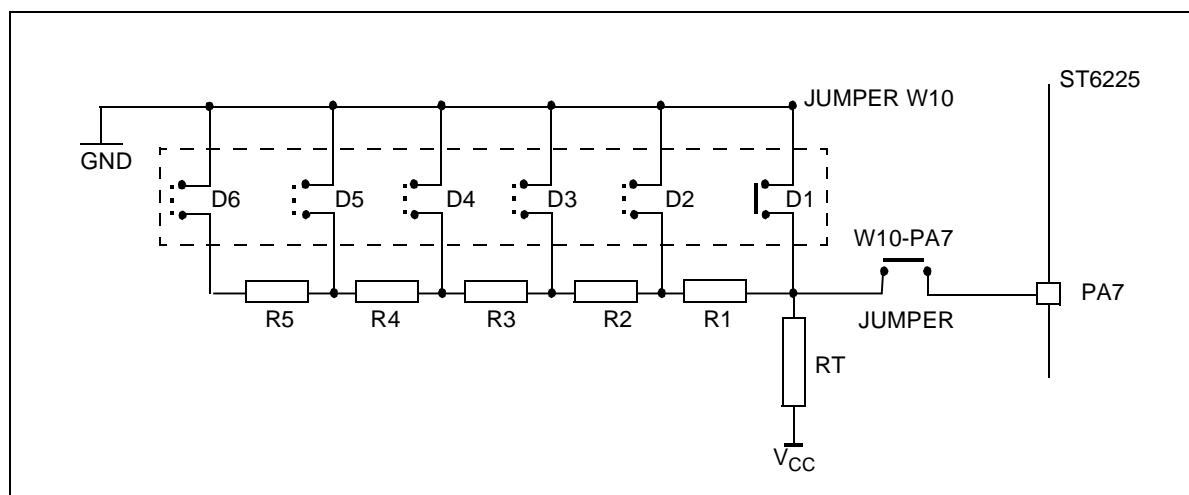 ST6225
JUMPER W10
GND
D6
D5
D4
D3
D2
D1
W10-PA7
PA7
R5
R4
R3
R2
R1
JUMPER
RT
VCC